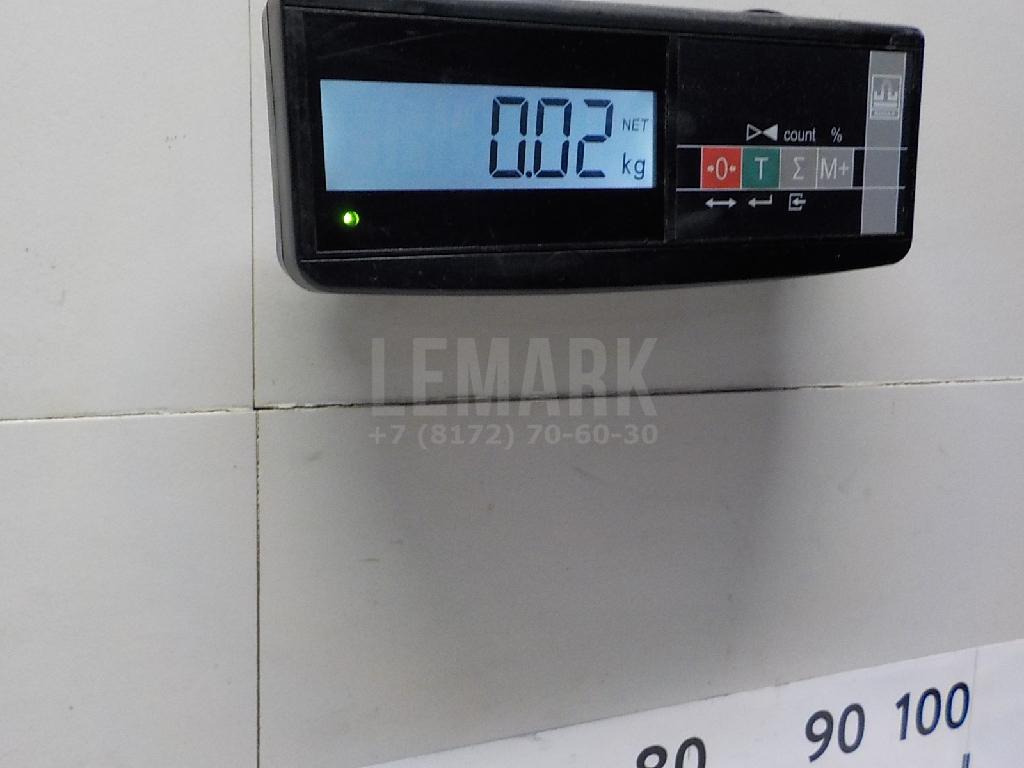 0.02 NET kg
count %
0 T Σ M+
LEMARK
+7 (8172) 70-60-30
80 90 100